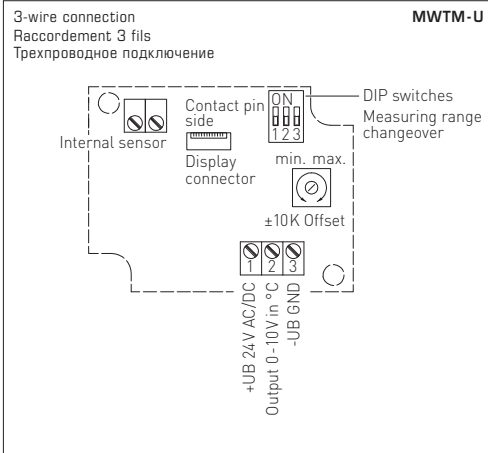 3-wire connection
Raccordement 3 fils
Трехпроводное подключение
MWTM-U
ON
1 2 3
DIP switches
Measuring range
changeover
Contact pin
side
Internal sensor
Display
connector
min. max.
±10K Offset
1 2 3
+UB 24V AC/DC
Output 0-10V in °C
-UB GND